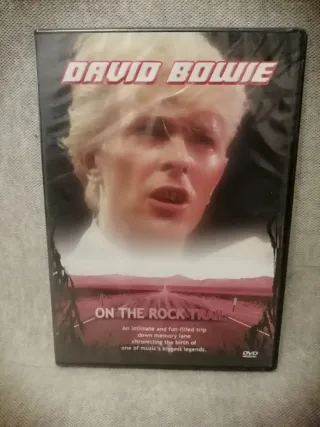 DAVID BOWIE
ON THE ROCK TRAIL
An intimate and fun-filled trip
down memory lane
chronicling the birth of
one of music's biggest legends.
DVD